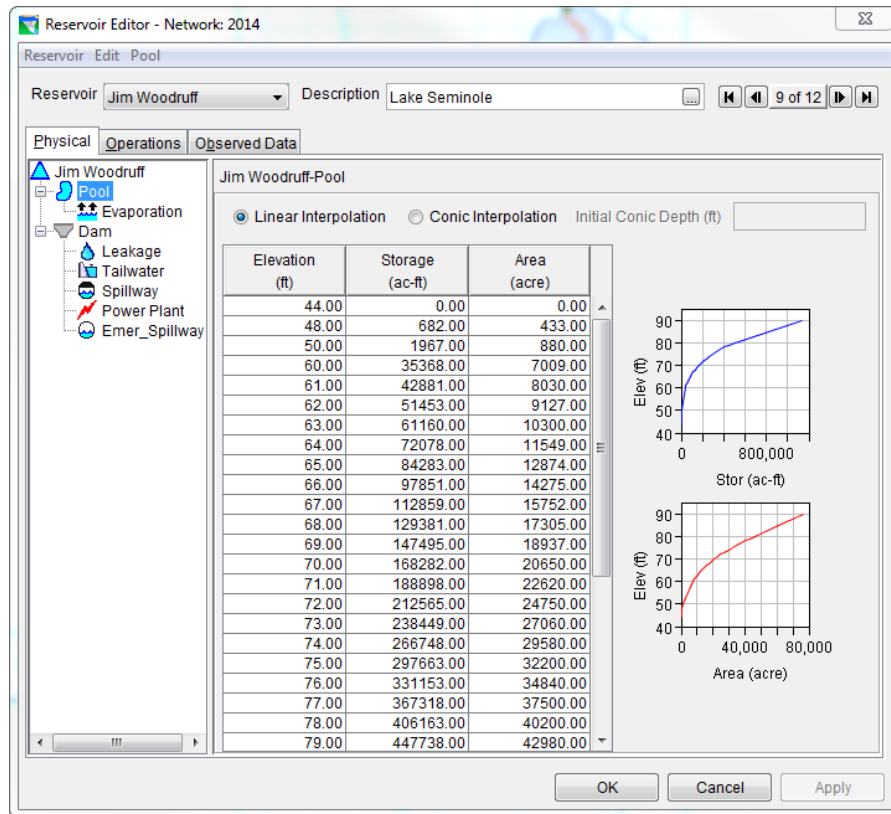 Reservoir Editor - Network: 2014
Reservoir Edit Pool
Reservoir Jim Woodruff Description Lake Seminole ... 9 of 12
Physical Operations Observed Data
Jim Woodruff
Pool
Evaporation
Dam
Leakage
Tailwater
Spillway
Power Plant
Emer_Spillway
Jim Woodruff-Pool
Linear Interpolation Conic Interpolation Initial Conic Depth (ft)
Elevation Storage Area
(ft) (ac-ft) (acre)
44.00 0.00 0.00
48.00 682.00 433.00
50.00 1967.00 880.00
60.00 35368.00 7009.00
61.00 42881.00 8030.00
62.00 51453.00 9127.00
63.00 61160.00 10300.00
64.00 72078.00 11549.00
65.00 84283.00 12874.00
66.00 97851.00 14275.00
67.00 112859.00 15752.00
68.00 129381.00 17305.00
69.00 147495.00 18937.00
70.00 168282.00 20650.00
71.00 188898.00 22620.00
72.00 212565.00 24750.00
73.00 238449.00 27060.00
74.00 266748.00 29580.00
75.00 297663.00 32200.00
76.00 331153.00 34840.00
77.00 367318.00 37500.00
78.00 406163.00 40200.00
79.00 447738.00 42980.00
90
80
70
60
50
40
Elev (ft)
0 800,000
Stor (ac-ft)
90
80
70
60
50
40
Elev (ft)
0 40,000 80,000
Area (acre)
OK Cancel Apply